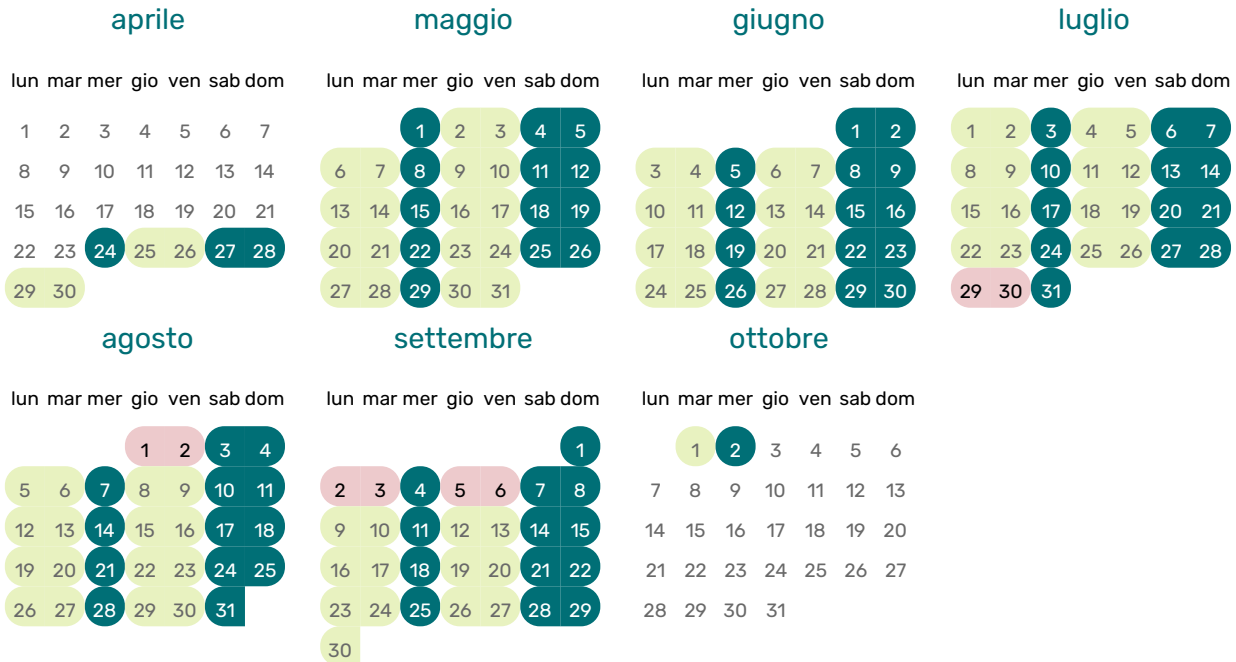 aprile maggio giugno luglio
lun mar mer gio ven sab dom lun mar mer gio ven sab dom lun mar mer gio ven sab dom lun mar mer gio ven sab dom
1 2 3 4 5 6 7 1 2 3 4 5 1 2 1 2 3 4 5 6 7
8 9 10 11 12 13 14 6 7 8 9 10 11 12 3 4 5 6 7 8 9 8 9 10 11 12 13 14
15 16 17 18 19 20 21 13 14 15 16 17 18 19 10 11 12 13 14 15 16 15 16 17 18 19 20 21
22 23 24 25 26 27 28 20 21 22 23 24 25 26 17 18 19 20 21 22 23 22 23 24 25 26 27 28
29 30 27 28 29 30 31 24 25 26 27 28 29 30 29 30 31
agosto settembre ottobre
lun mar mer gio ven sab dom lun mar mer gio ven sab dom lun mar mer gio ven sab dom
1 2 3 4 1 1 2 3 4 5 6
5 6 7 8 9 10 11 2 3 4 5 6 7 8 7 8 9 10 11 12 13
12 13 14 15 16 17 18 9 10 11 12 13 14 15 14 15 16 17 18 19 20
19 20 21 22 23 24 25 16 17 18 19 20 21 22 21 22 23 24 25 26 27
26 27 28 29 30 31 23 24 25 26 27 28 29 28 29 30 31
30